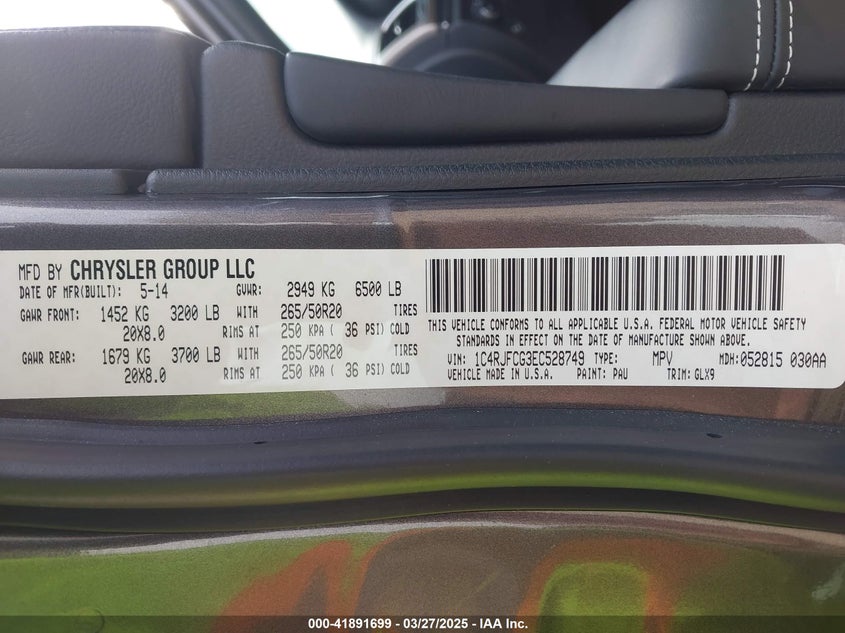 MFD BY CHRYSLER GROUP LLC
DATE OF MFR(BUILT): 5-14 GVWR: 2949 KG 6500 LB
GAWR FRONT: 1452 KG 3200 LB WITH 265/50R20 TIRES
20X8.0 RIMS AT 250 KPA ( 36 PSI) COLD
GAWR REAR: 1679 KG 3700 LB WITH 265/50R20 TIRES
20X8.0 RIMS AT 250 KPA ( 36 PSI) COLD
THIS VEHICLE CONFORMS TO ALL APPLICABLE U.S.A. FEDERAL MOTOR VEHICLE SAFETY
STANDARDS IN EFFECT ON THE DATE OF MANUFACTURE SHOWN ABOVE.
VIN: 1C4RJFCG3EC528749 TYPE: MPV MDH: 052815 030AA
VEHICLE MADE IN U.S.A. PAINT: PAU TRIM: GLX9
000-41891699 - 03/27/2025 - IAA Inc.